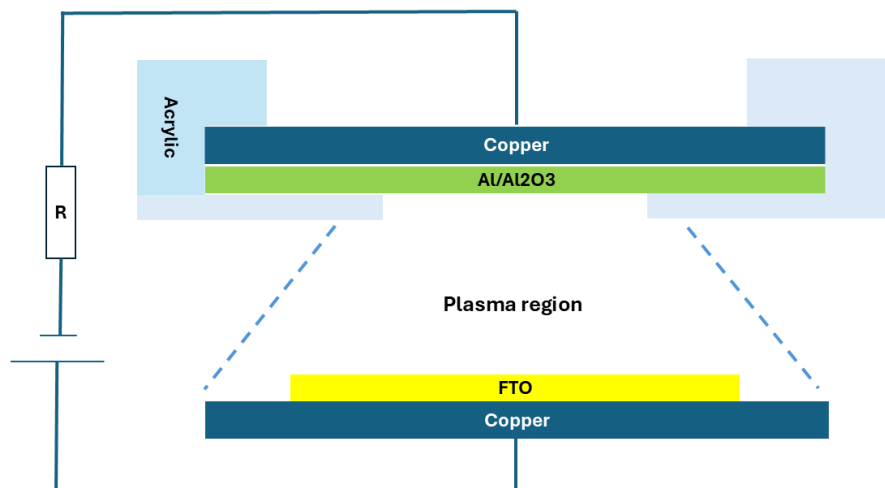 Acrylic
Copper
Al/Al2O3
R
Plasma region
FTO
Copper